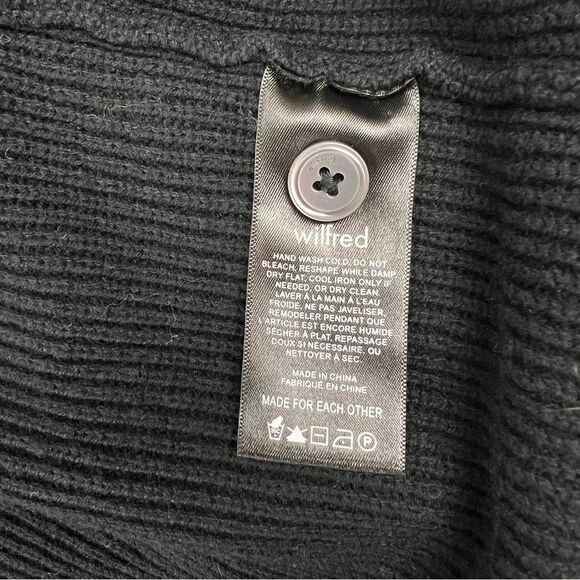 wilfred
HAND WASH COLD, DO NOT
BLEACH, RESHAPE WHILE DAMP,
DRY FLAT, COOL IRON ONLY IF
NEEDED, OR DRY CLEAN
LAVER À LA MAIN À L'EAU
FROIDE, NE PAS JAVELISER,
REMODELER PENDANT QUE
L'ARTICLE EST ENCORE HUMIDE
SÉCHER À PLAT, REPASSAGE
DOUX SI NÉCESSAIRE, OU
NETTOYER À SEC.
MADE IN CHINA
FABRIQUÉ EN CHINE
MADE FOR EACH OTHER
P